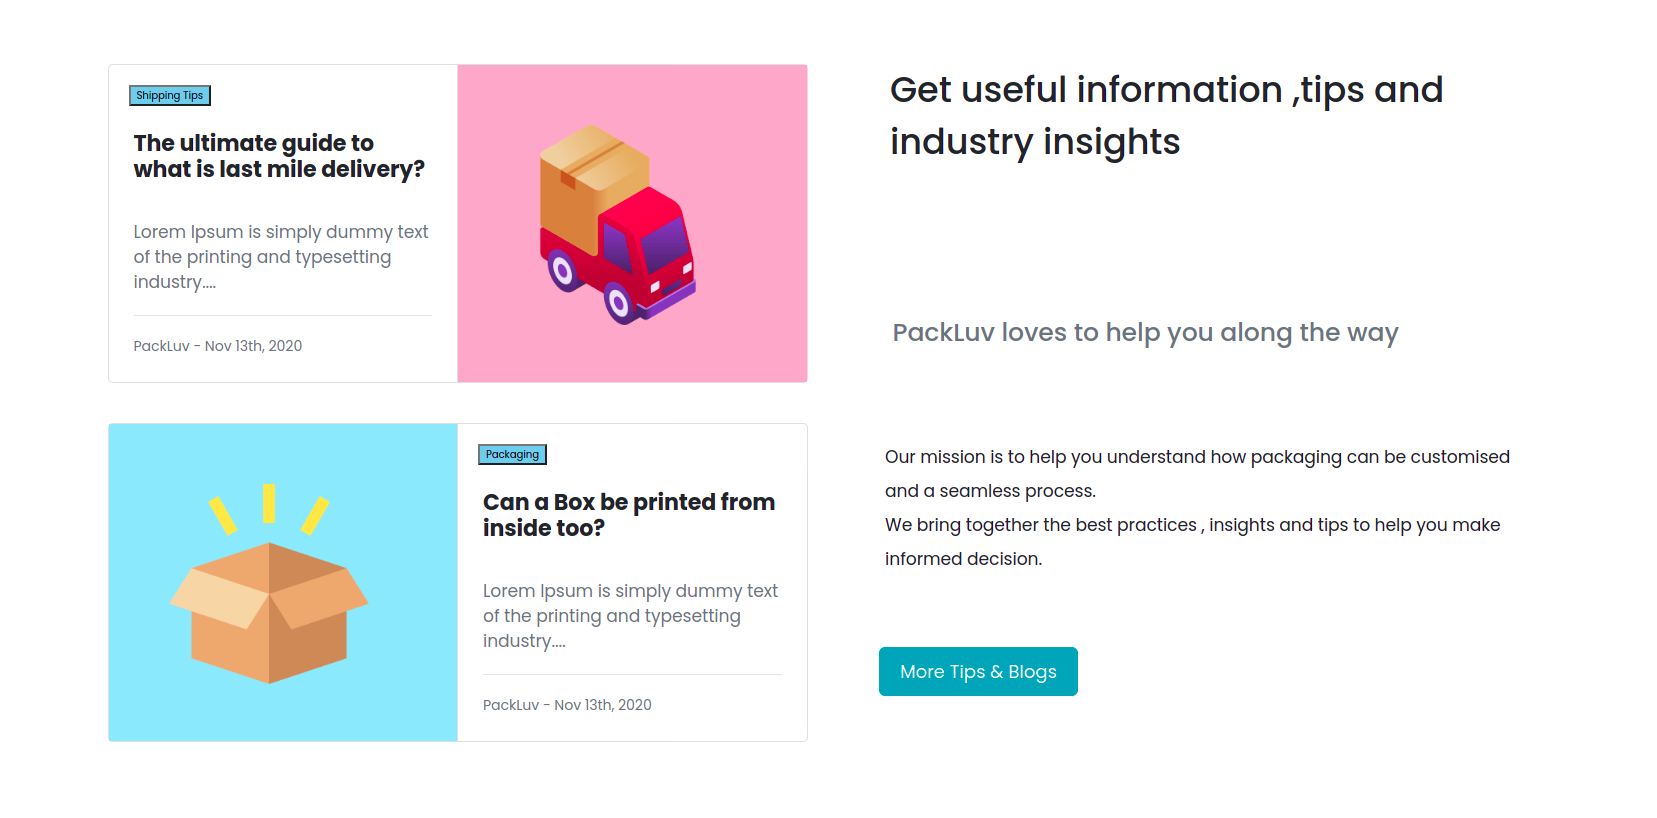 Shipping Tips
The ultimate guide to
what is last mile delivery?
Lorem Ipsum is simply dummy text
of the printing and typesetting
industry....
PackLuv - Nov 13th, 2020
Packaging
Can a Box be printed from
inside too?
Lorem Ipsum is simply dummy text
of the printing and typesetting
industry....
PackLuv - Nov 13th, 2020
Get useful information ,tips and
industry insights
PackLuv loves to help you along the way
Our mission is to help you understand how packaging can be customised
and a seamless process.
We bring together the best practices , insights and tips to help you make
informed decision.
More Tips & Blogs